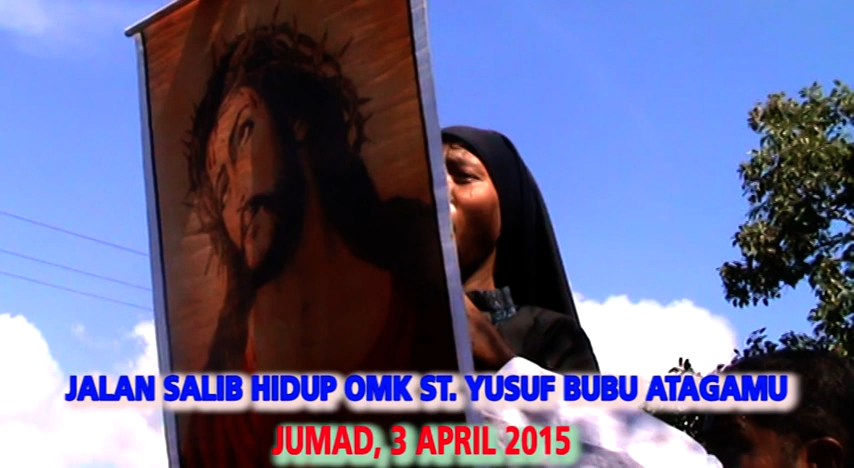 JALAN SALIB HIDUP OMK ST. YUSUF BUBU ATAGAMU
JUMAD, 3 APRIL 2015